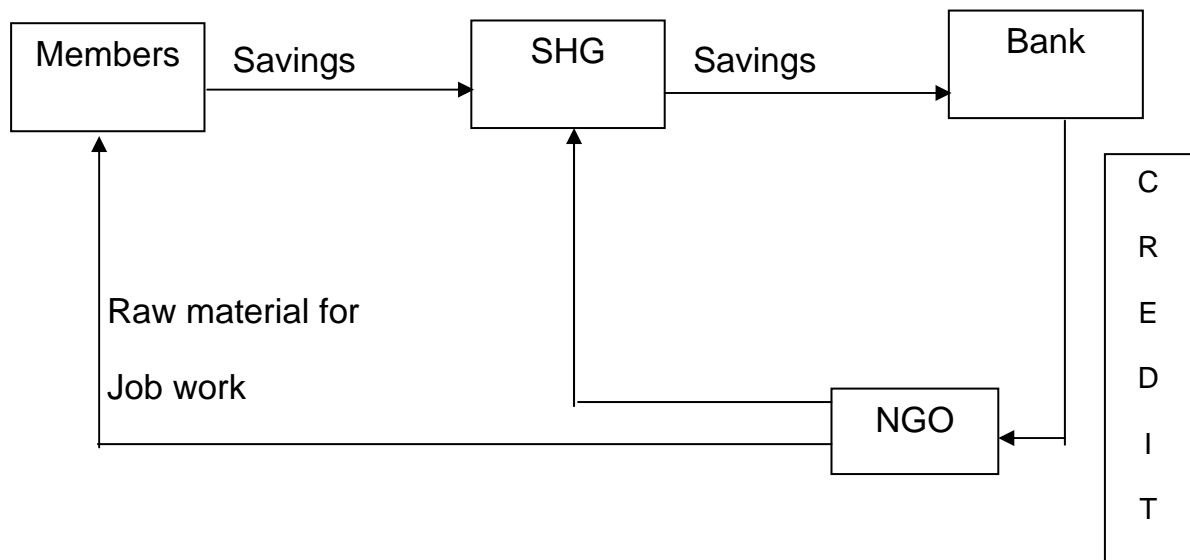 Members
Savings
SHG
Savings
Bank
Raw material for
Job work
NGO
C
R
E
D
I
T